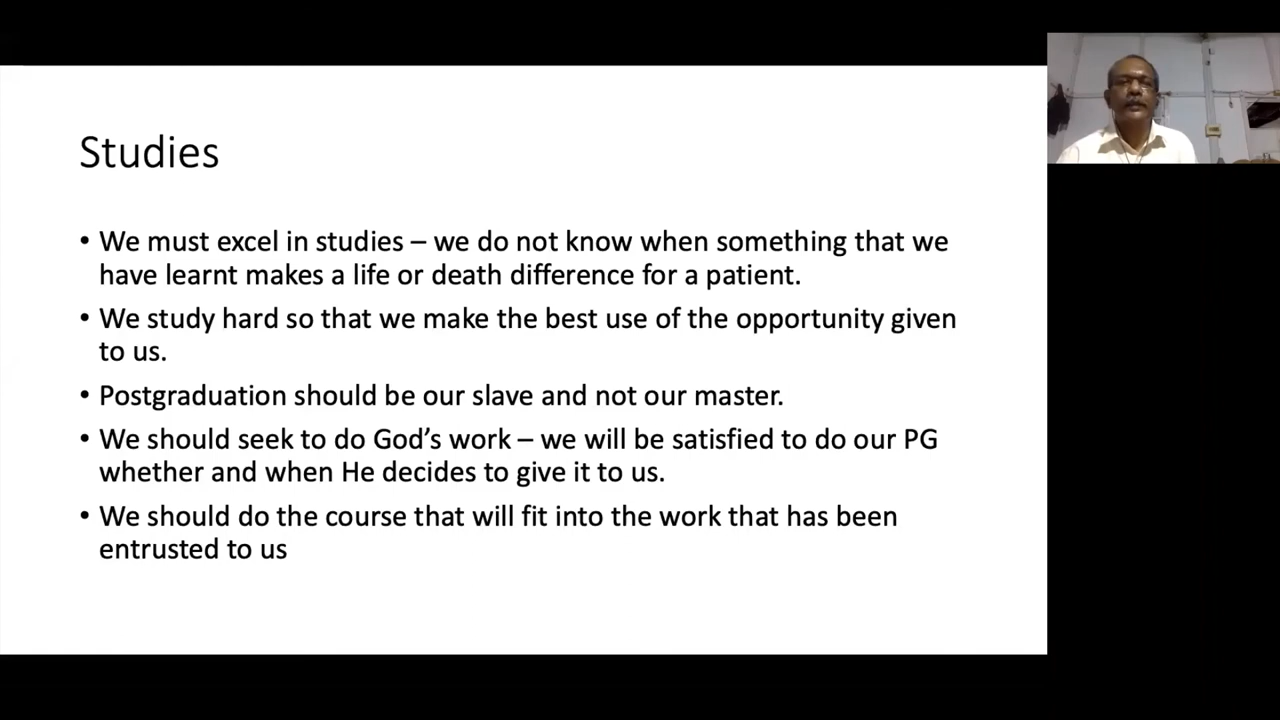 Studies
• We must excel in studies – we do not know when something that we
have learnt makes a life or death difference for a patient.
• We study hard so that we make the best use of the opportunity given
to us.
• Postgraduation should be our slave and not our master.
• We should seek to do God’s work – we will be satisfied to do our PG
whether and when He decides to give it to us.
• We should do the course that will fit into the work that has been
entrusted to us